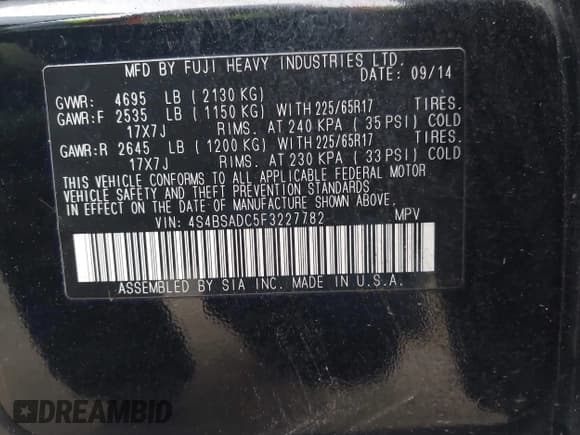 MFD BY FUJI HEAVY INDUSTRIES LTD.
DATE: 09/14
GVWR: 4695 LB ( 2130 KG)
GAWR:F 2535 LB ( 1150 KG) WITH 225/65R17 TIRES.
17X7J RIMS. AT 240 KPA ( 35 PSI) COLD
GAWR:R 2645 LB ( 1200 KG) WITH 225/65R17 TIRES.
17X7J RIMS. AT 230 KPA ( 33 PSI) COLD
THIS VEHICLE CONFORMS TO ALL APPLICABLE FEDERAL MOTOR
VEHICLE SAFETY AND THEFT PREVENTION STANDARDS
IN EFFECT ON THE DATE OF MANUFACTURE SHOWN ABOVE.
VIN: 4S4BSADC5F3227782 MPV
ASSEMBLED BY SIA INC. MADE IN U.S.A.
DREAMBID